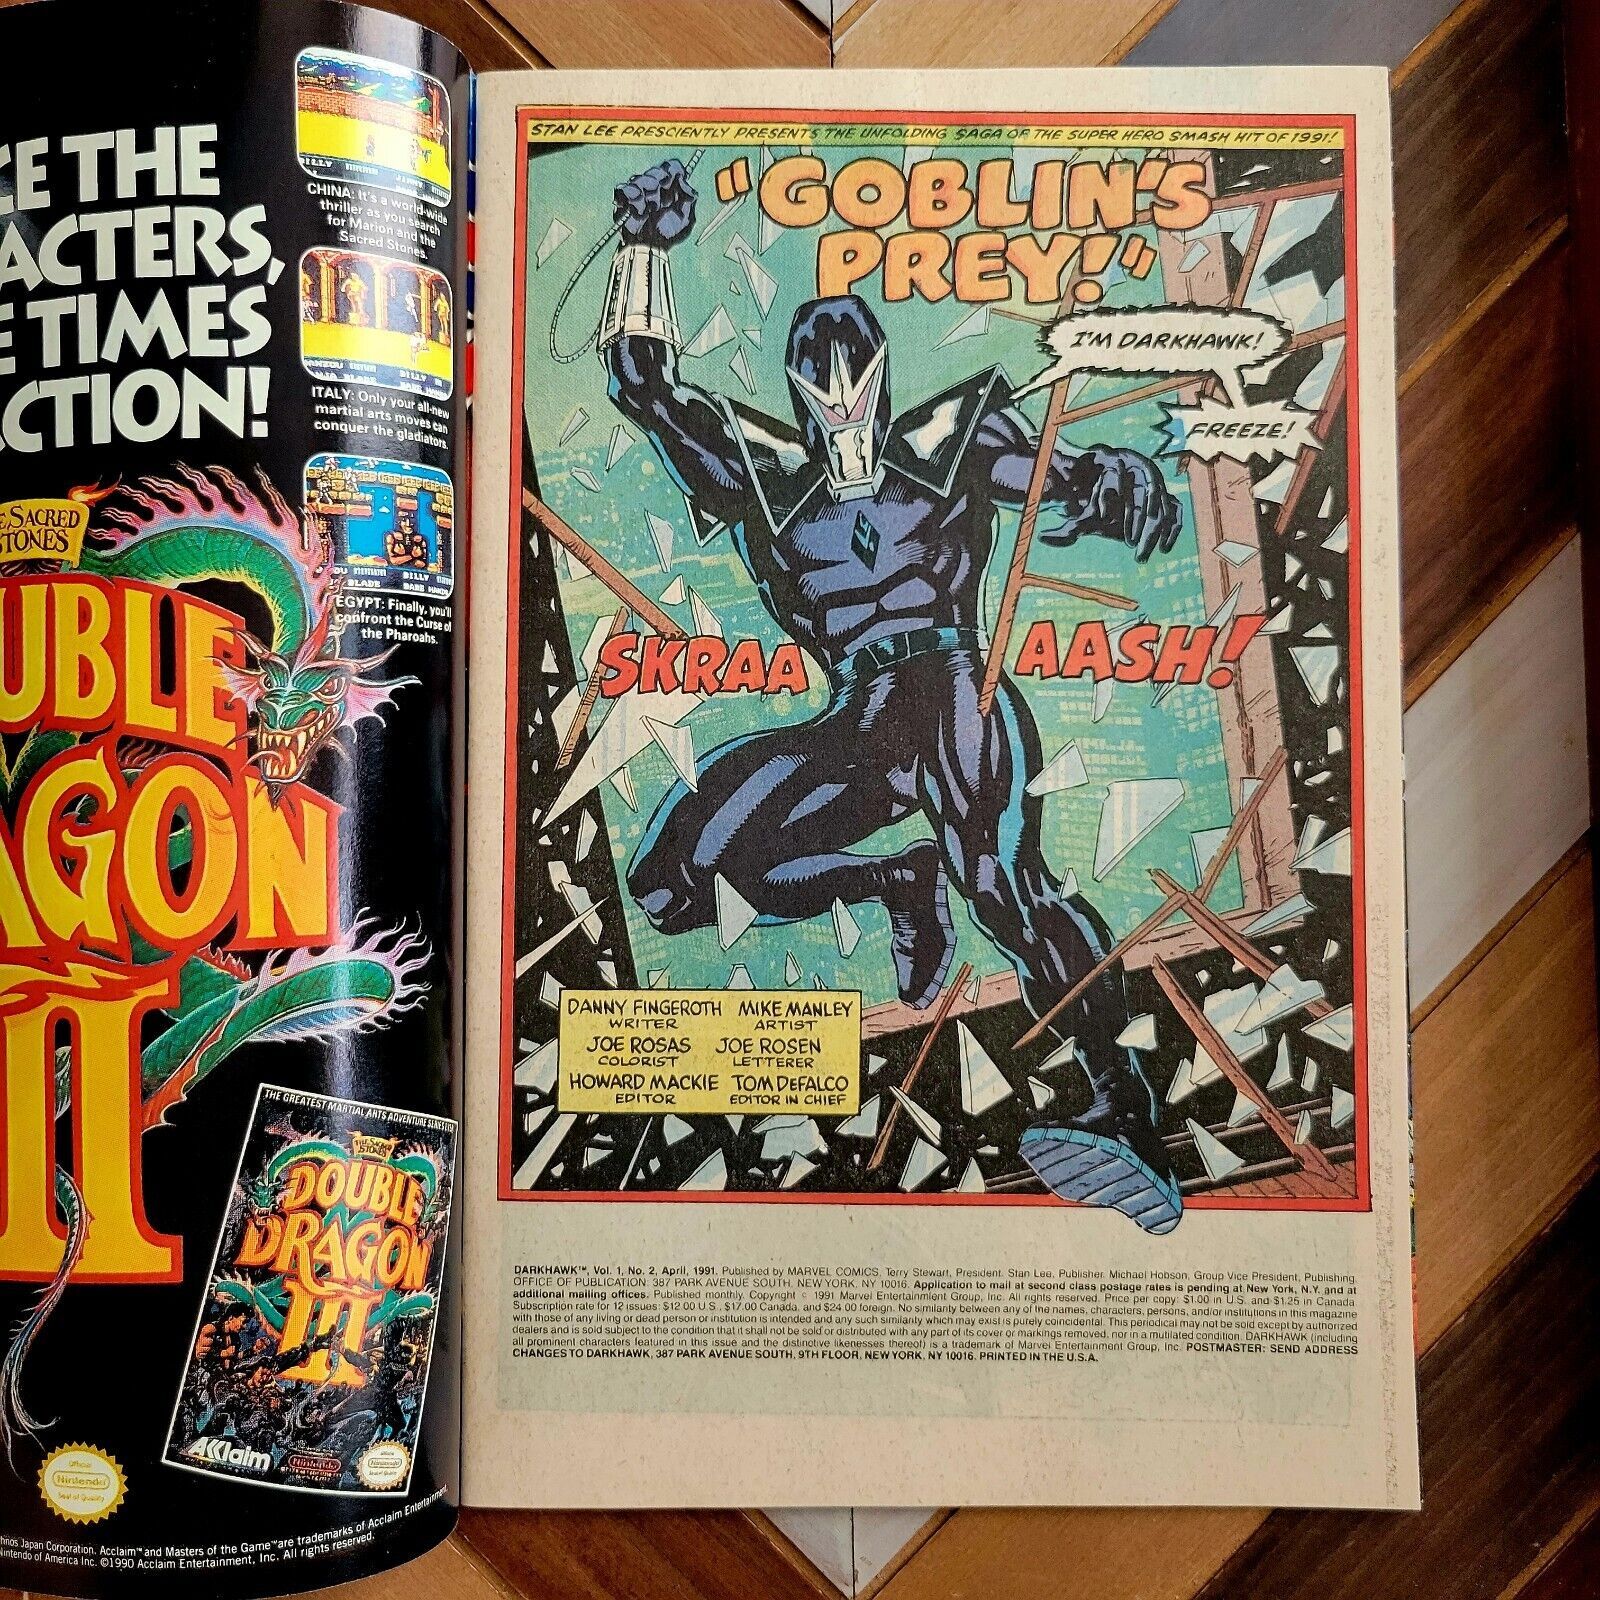 CE THE
ACTERS,
E TIMES
CTION!
CHINA: It's a world-wide
thriller as you search
for Marion and the
Sacred Stones.
ITALY: Only your all-new
martial arts moves can
conquer the gladiators.
BILLY
BARE HANDS
EGYPT: Finally, you'll
confront the Curse of
the Pharoahs.
SACRED
STONES
UBLE
AGON
II
THE GREATEST MARTIAL ARTS ADVENTURE SERIES EVER
THE SACRED
STONES
DOUBLE
DRAGON
III
Acclaim
Nintendo
Official
Nintendo
Seal of Quality
hnos Japan Corporation. Acclaim™ and Masters of the Game™ are trademarks of Acclaim Entertainment,
Nintendo of America Inc. ©1990 Acclaim Entertainment, Inc. All rights reserved.
STAN LEE PRESCIENTLY PRESENTS THE UNFOLDING SAGA OF THE SUPER HERO SMASH HIT OF 1991!
"GOBLIN'S
PREY!"
I'M DARKHAWK!
FREEZE!
SKRAA AASH!
DANNY FINGEROTH MIKE MANLEY
WRITER ARTIST
JOE ROSAS JOE ROSEN
COLORIST LETTERER
HOWARD MACKIE TOM DEFALCO
EDITOR EDITOR IN CHIEF
DARKHAWK™, Vol. 1, No. 2, April, 1991. Published by MARVEL COMICS. Terry Stewart, President. Stan Lee, Publisher. Michael Hobson, Group Vice President, Publishing.
OFFICE OF PUBLICATION: 387 PARK AVENUE SOUTH, NEW YORK, NY 10016. Application to mail at second class postage rates is pending at New York, N.Y. and at
additional mailing offices. Published monthly. Copyright © 1991 Marvel Entertainment Group, Inc. All rights reserved. Price per copy: $1.00 in U.S. and $1.25 in Canada.
Subscription rate for 12 issues: $12.00 U.S., $17.00 Canada, and $24.00 foreign. No similarity between any of the names, characters, persons, and/or institutions in this magazine
with those of any living or dead person or institution is intended and any such similarity which may exist is purely coincidental. This periodical may not be sold except by authorized
dealers and is sold subject to the condition that it shall not be sold or distributed with any part of its cover or markings removed, nor in a mutilated condition. DARKHAWK (including
all prominent characters featured in this issue and the distinctive likenesses thereof) is a trademark of Marvel Entertainment Group, Inc. POSTMASTER: SEND ADDRESS
CHANGES TO DARKHAWK, 387 PARK AVENUE SOUTH, 9TH FLOOR, NEW YORK, NY 10016. PRINTED IN THE U.S.A.